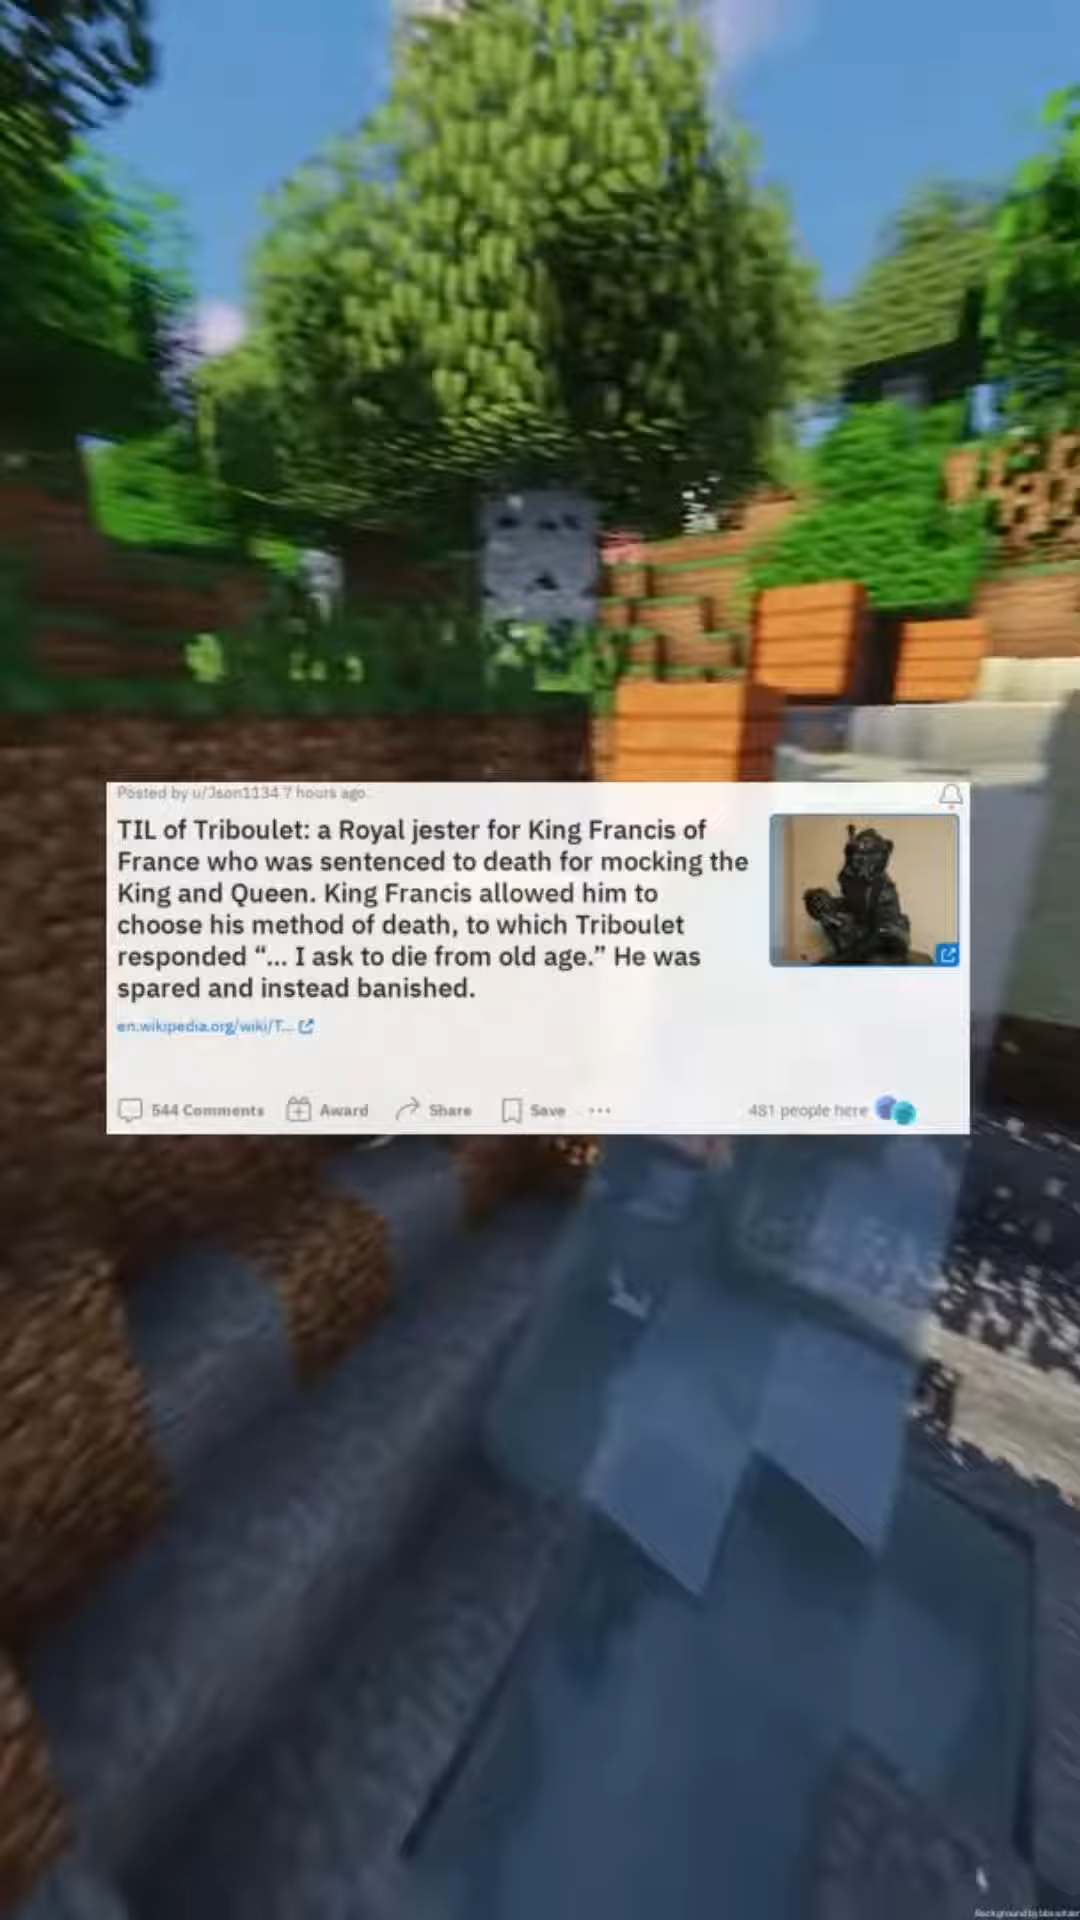 Posted by u/Json1134 7 hours ago
TIL of Triboulet: a Royal jester for King Francis of
France who was sentenced to death for mocking the
King and Queen. King Francis allowed him to
choose his method of death, to which Triboulet
responded “... I ask to die from old age.” He was
spared and instead banished.
en.wikipedia.org/wiki/T...
544 Comments Award Share Save ··· 481 people here
Background by